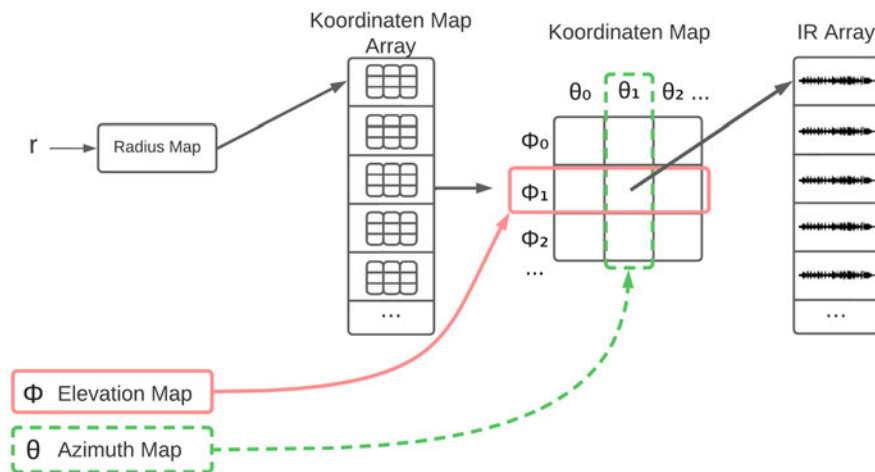 Koordinaten Map
Array
Koordinaten Map
IR Array
θ₀ θ₁ θ₂ ...
r
Radius Map
Φ₀
Φ₁
Φ₂
...
...
...
Φ Elevation Map
θ Azimuth Map